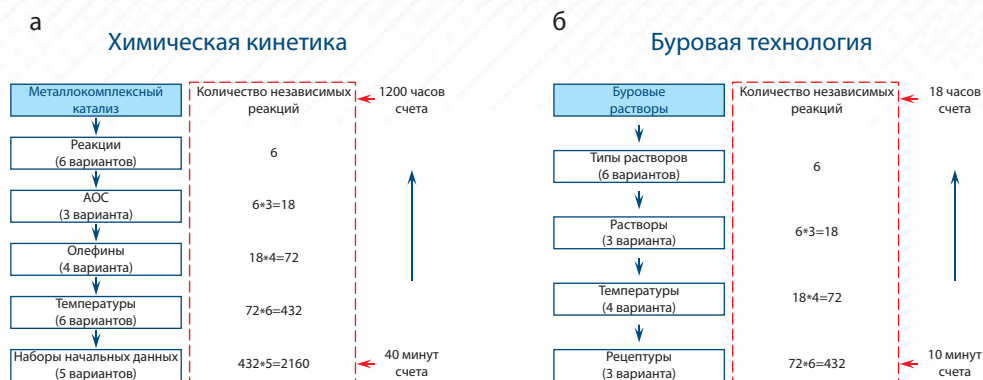 а
Химическая кинетика
Металлокомплексный
катализ
Количество независимых
реакций
1200 часов
счета
Реакции
(6 вариантов)
6
АОС
(3 варианта)
6*3=18
Олефины
(4 варианта)
18*4=72
Температуры
(6 вариантов)
72*6=432
Наборы начальных данных
(5 вариантов)
432*5=2160
40 минут
счета
б
Буровая технология
Буровые
растворы
Количество независимых
реакций
18 часов
счета
Типы растворов
(6 вариантов)
6
Растворы
(3 варианта)
6*3=18
Температуры
(4 варианта)
18*4=72
Рецептуры
(3 варианта)
72*6=432
10 минут
счета